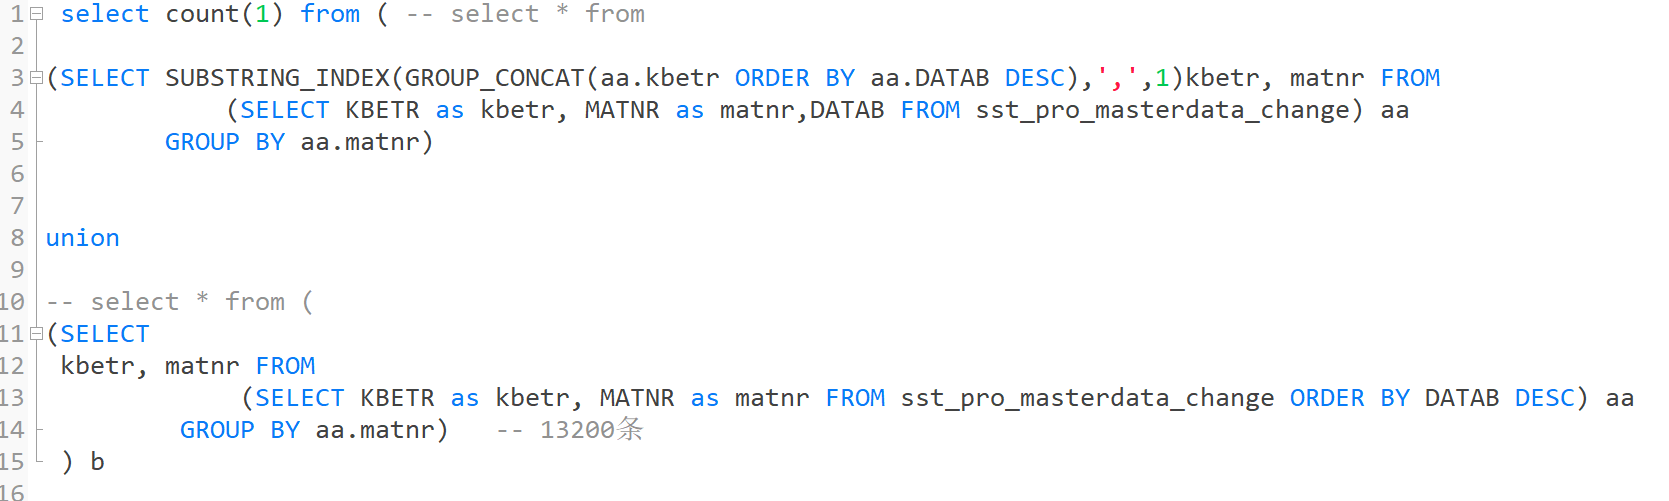 1 select count(1) from ( -- select * from
2
3 (SELECT SUBSTRING_INDEX(GROUP_CONCAT(aa.kbetr ORDER BY aa.DATAB DESC),',',1)kbetr, matnr FROM
4 (SELECT KBETR as kbetr, MATNR as matnr,DATAB FROM sst_pro_masterdata_change) aa
5 GROUP BY aa.matnr)
6
7
8 union
9
10 -- select * from (
11 (SELECT
12 kbetr, matnr FROM
13 (SELECT KBETR as kbetr, MATNR as matnr FROM sst_pro_masterdata_change ORDER BY DATAB DESC) aa
14 GROUP BY aa.matnr) -- 13200条
15 ) b
16